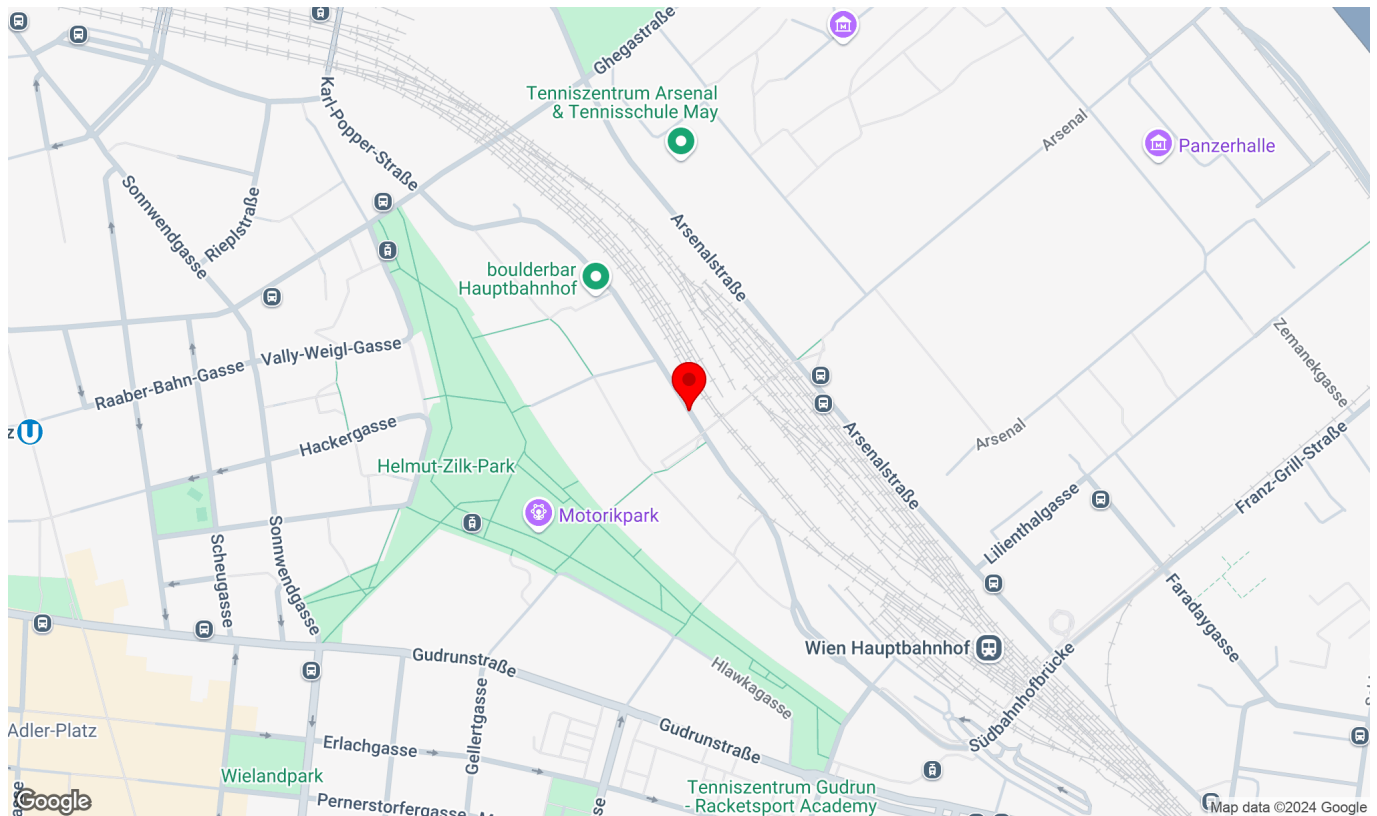 Ghegastraße
Karl-Popper-Straße
Tenniszentrum Arsenal
& Tennisschule May
Arsenal
Panzerhalle
Sonnwendgasse
Rieplstraße
Arsenalstraße
boulderbar
Hauptbahnhof
Vally-Weigl-Gasse
Raaber-Bahn-Gasse
Zemanekgasse
z
U
Hackergasse
Arsenal
Arsenalstraße
Franz-Grill-Straße
Helmut-Zilk-Park
Motorikpark
Lilienthalgasse
Scheugasse
Sonnwendgasse
Faradaygasse
Wien Hauptbahnhof
Gudrunstraße
Hlawkagasse
Südbahnhofbrücke
Adler-Platz
Gellertgasse
Erlachgasse
Gudrunstraße
Wielandpark
Tenniszentrum Gudrun
- Racketsport Academy
Pernerstorfergasse
Google
Map data ©2024 Google